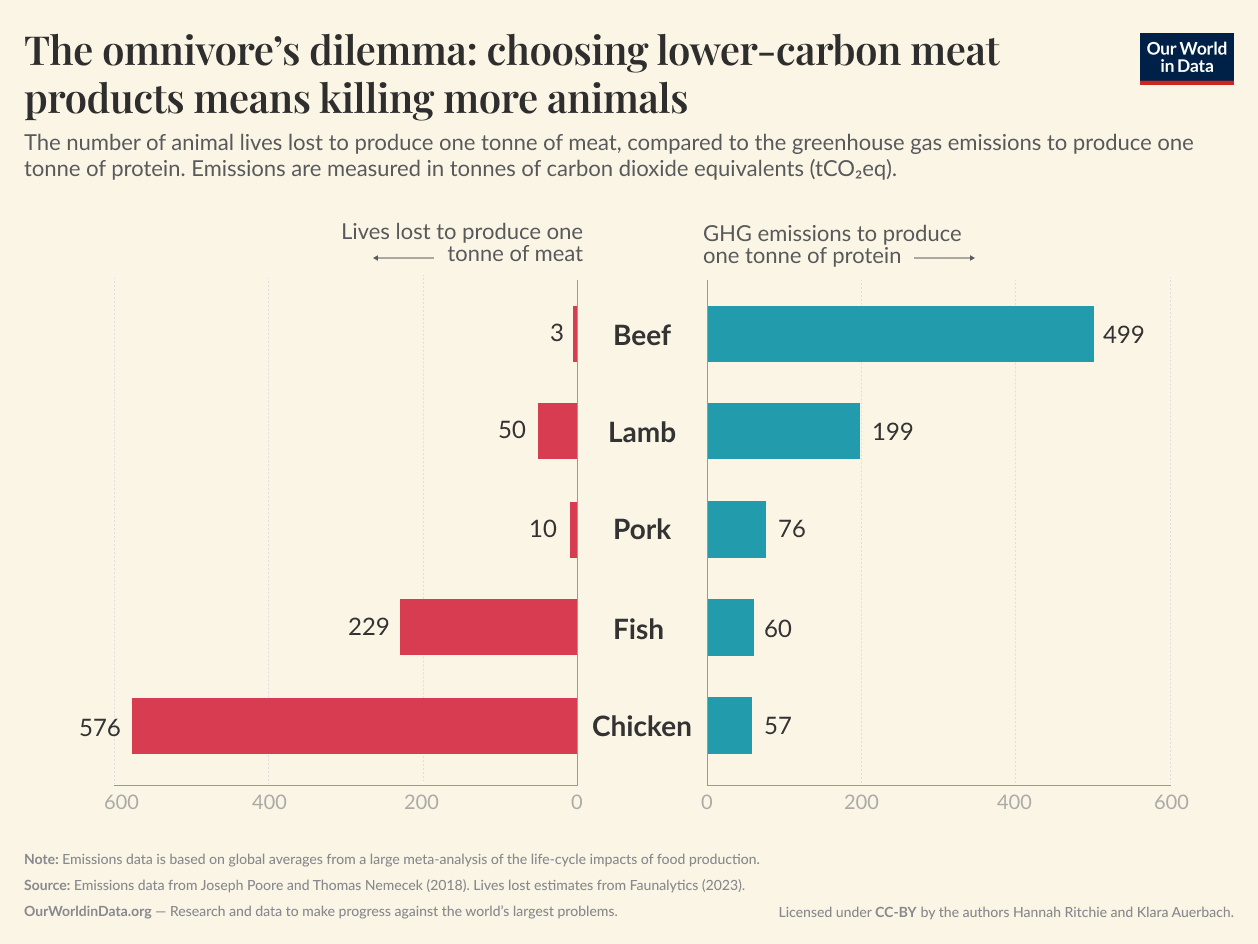 The omnivore’s dilemma: choosing lower-carbon meat
products means killing more animals
Our World
in Data
The number of animal lives lost to produce one tonne of meat, compared to the greenhouse gas emissions to produce one
tonne of protein. Emissions are measured in tonnes of carbon dioxide equivalents (tCO₂eq).
Lives lost to produce one
tonne of meat
GHG emissions to produce
one tonne of protein
3 Beef 499
50 Lamb 199
10 Pork 76
229 Fish 60
576 Chicken 57
600 400 200 0 0 200 400 600
Note: Emissions data is based on global averages from a large meta-analysis of the life-cycle impacts of food production.
Source: Emissions data from Joseph Poore and Thomas Nemecek (2018). Lives lost estimates from Faunalytics (2023).
OurWorldinData.org — Research and data to make progress against the world’s largest problems.
Licensed under CC-BY by the authors Hannah Ritchie and Klara Auerbach.